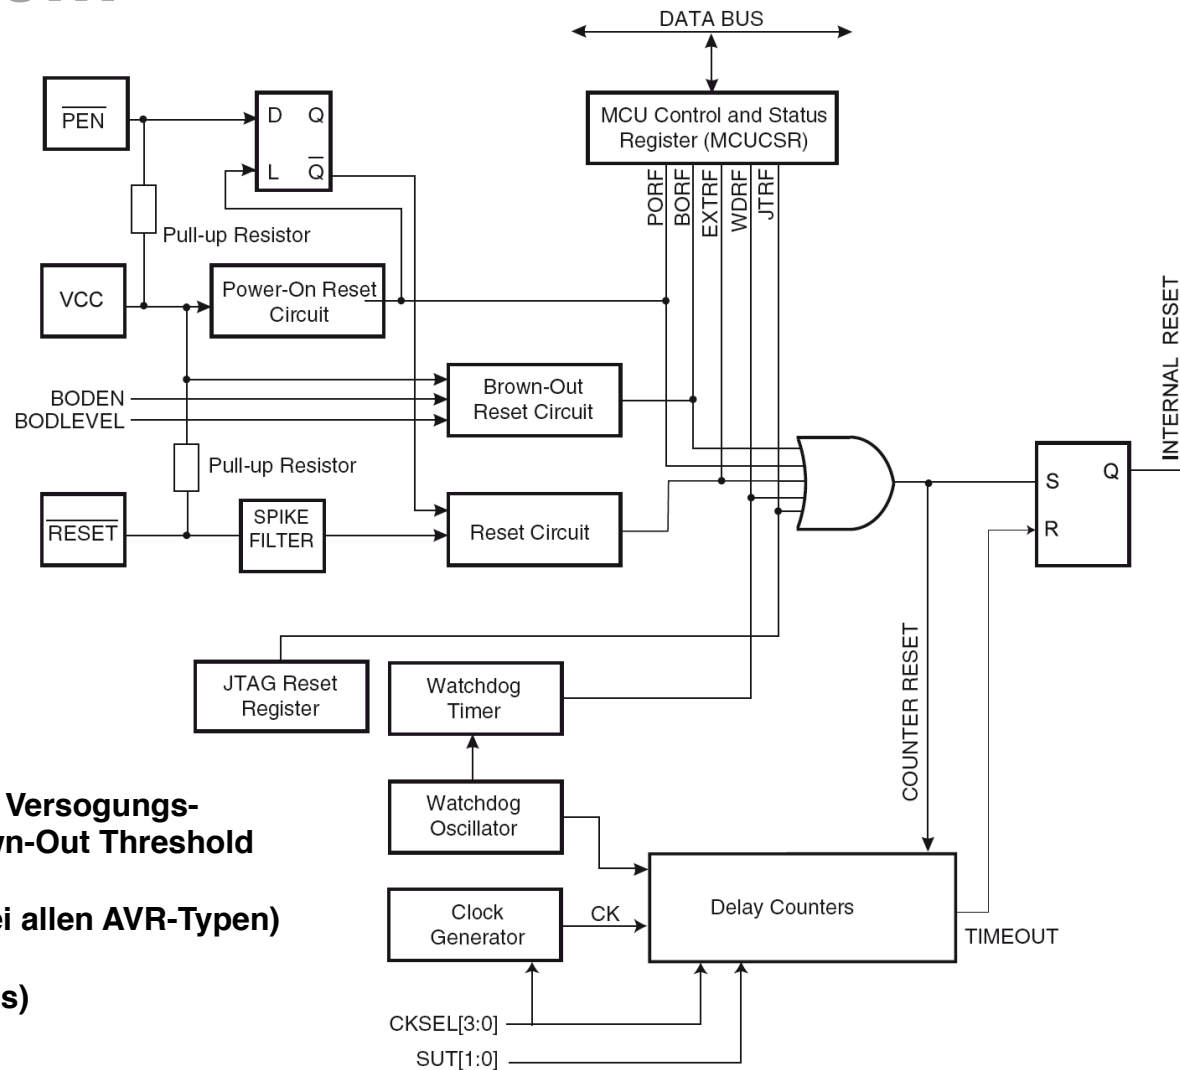 DATA BUS
PEN
D Q
L Q
MCU Control and Status
Register (MCUCSR)
PORF
BORF
EXTRF
WDRF
JTRF
Pull-up Resistor
VCC
Power-On Reset
Circuit
BODEN
BODLEVEL
Brown-Out
Reset Circuit
Pull-up Resistor
RESET
SPIKE
FILTER
Reset Circuit
S Q
R
INTERNAL RESET
JTAG Reset
Register
Watchdog
Timer
COUNTER RESET
Watchdog
Oscillator
Clock
Generator
CK
Delay Counters
TIMEOUT
CKSEL[3:0]
SUT[1:0]
Versogungs-
Threshold
allen AVR-Typen)